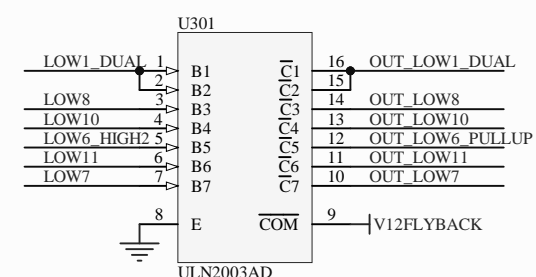 U301
LOW1_DUAL 1 B1 C1 16 OUT_LOW1_DUAL
2 B2 C2 15
LOW8 3 B3 C3 14 OUT_LOW8
LOW10 4 B4 C4 13 OUT_LOW10
LOW6_HIGH2 5 B5 C5 12 OUT_LOW6_PULLUP
LOW11 6 B6 C6 11 OUT_LOW11
LOW7 7 B7 C7 10 OUT_LOW7
8 E COM 9 V12FLYBACK
ULN2003AD